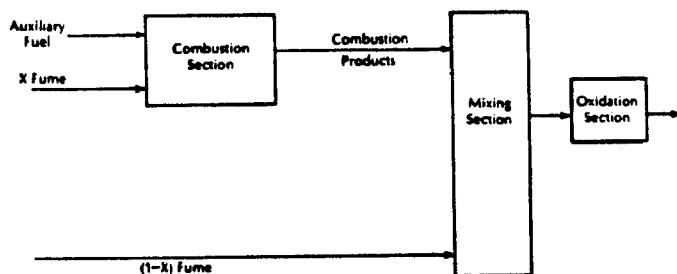 Auxiliary
Fuel
X Fume
Combustion
Section
Combustion
Products
Mixing
Section
Oxidation
Section
(1-X) Fume